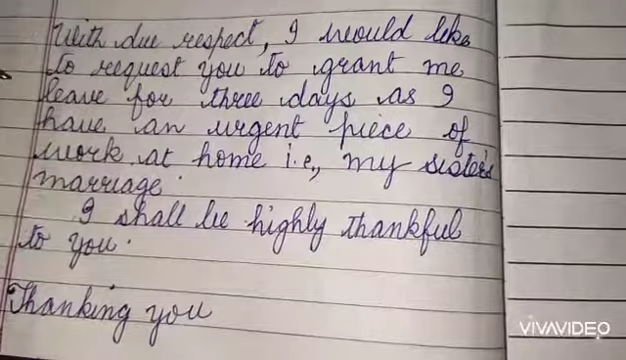 With due respect, I would like
to request you to grant me
leave for three days as I
have an urgent piece of
work at home i.e., my sister's
marriage.
I shall be highly thankful
to you.
Thanking you
VIVAVIDEO